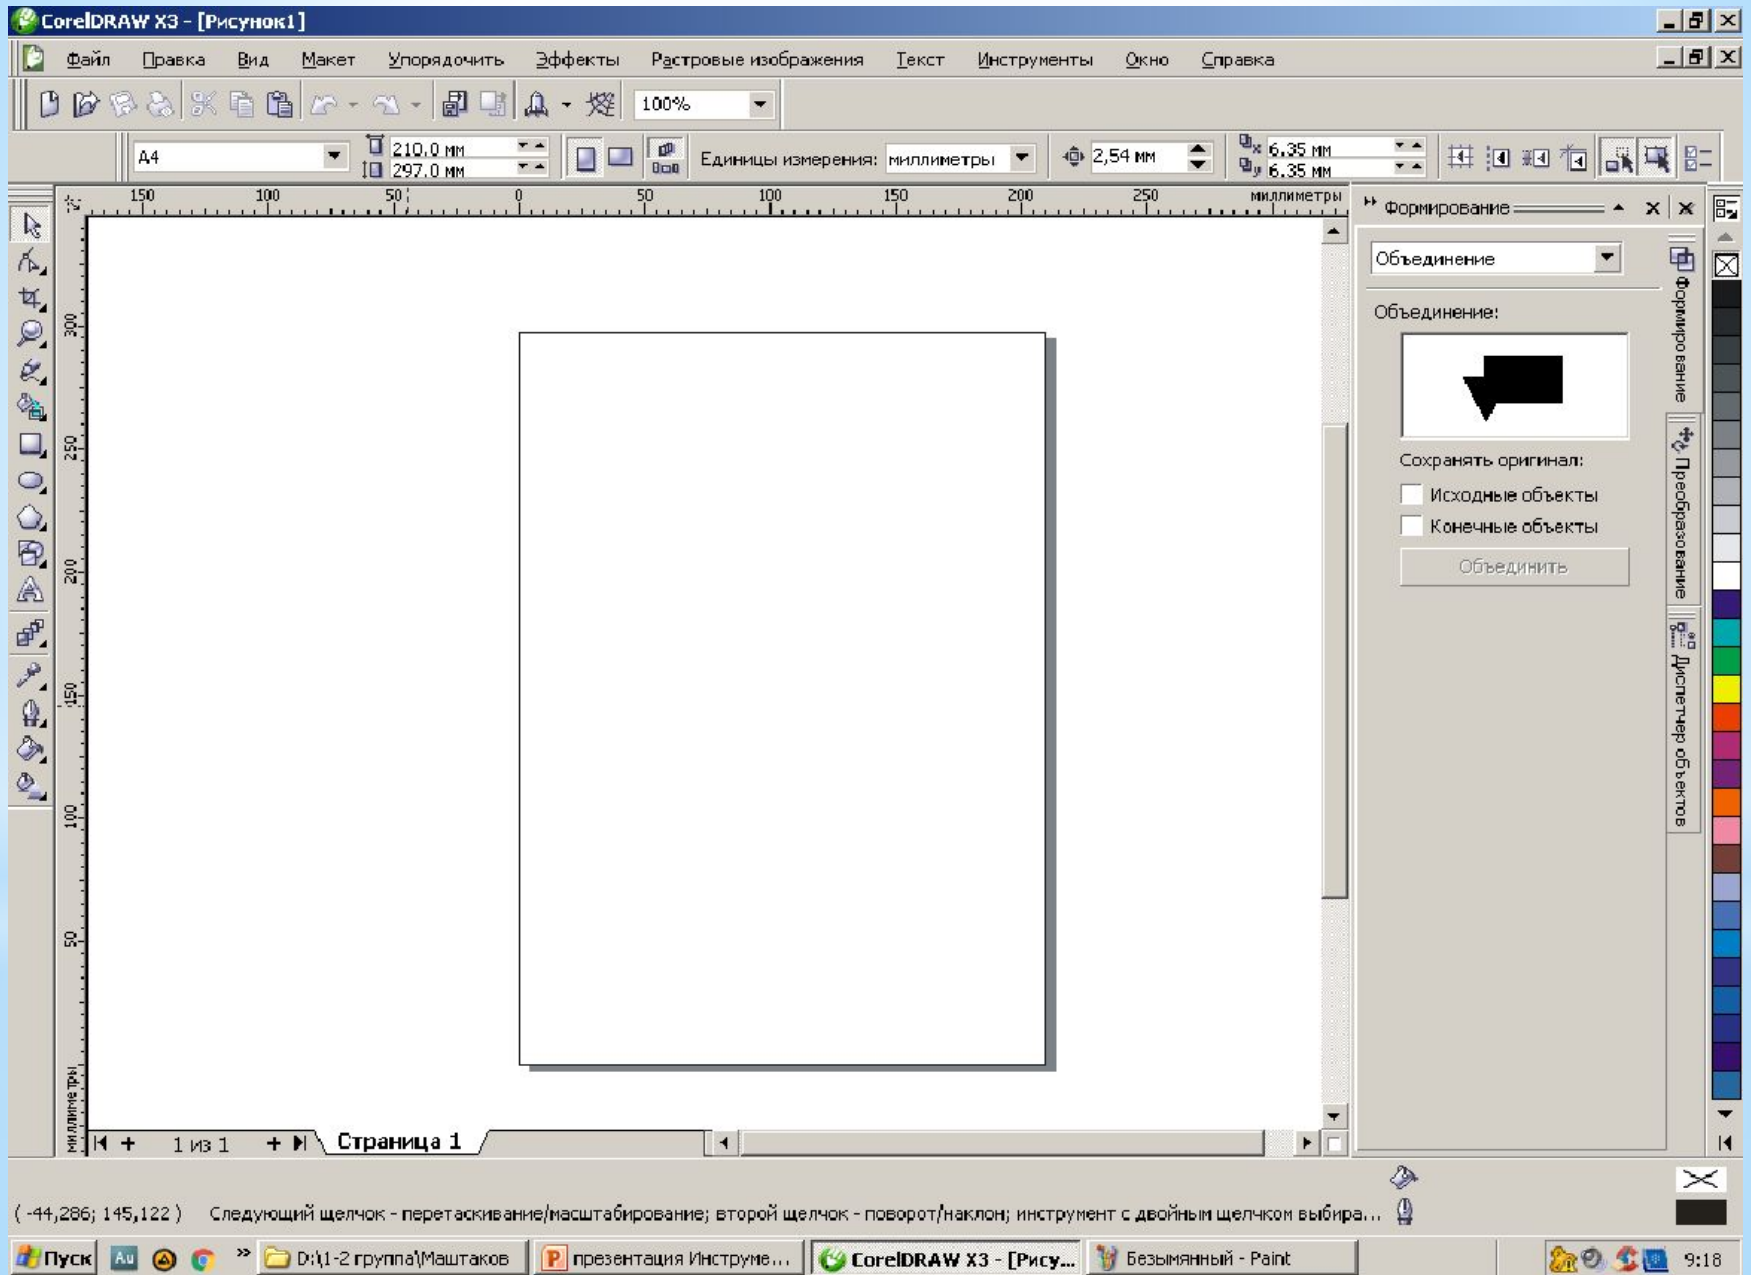 CorelDRAW X3 - [Рисунок1]
Файл Правка Вид Макет Упорядочить Эффекты Растровые изображения Текст Инструменты Окно Справка
100%
A4
210.0 мм
297.0 мм
Единицы измерения: миллиметры
2,54 мм
6.35 мм
6.35 мм
150 100 50 0 50 100 150 200 250 миллиметры
300
250
200
150
100
50
миллиметры
Формирование
Объединение
Объединение:
Сохранять оригинал:
Исходные объекты
Конечные объекты
Объединить
Формирование
Преобразование
Диспетчер объектов
1 из 1
Страница 1
( -44,286; 145,122 ) Следующий щелчок - перетаскивание/масштабирование; второй щелчок - поворот/наклон; инструмент с двойным щелчком выбира...
Пуск Au » D:\1-2 группа\Маштаков P презентация Инструме... CorelDRAW X3 - [Рису... Безымянный - Paint 9:18